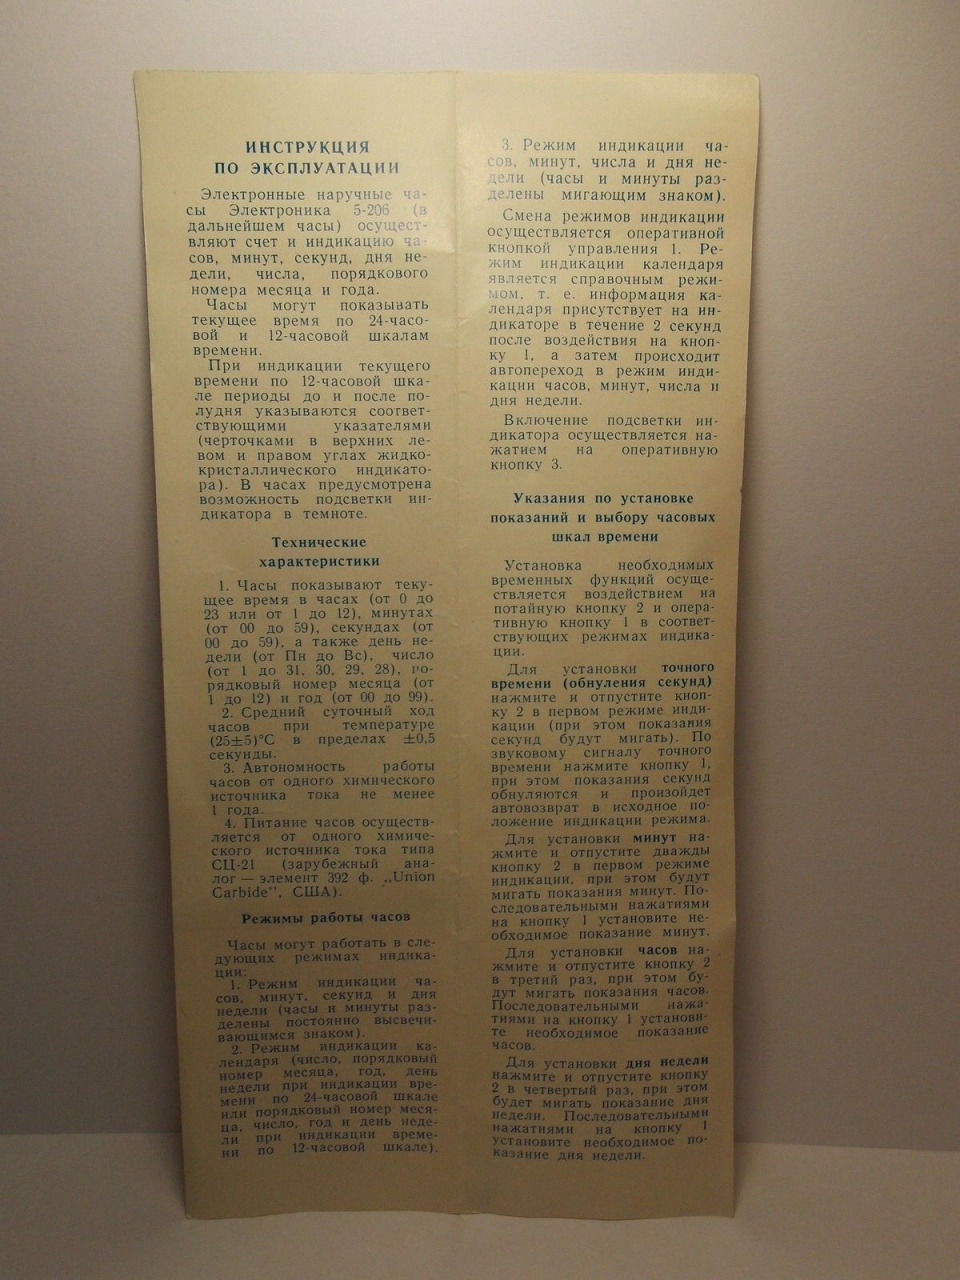 ИНСТРУКЦИЯ
ПО ЭКСПЛУАТАЦИИ
Электронные наручные ча-
сы Электроника 5-206 (в
дальнейшем часы) осущест-
вляют счет и индикацию ча-
сов, минут, секунд, дня не-
дели, числа, порядкового
номера месяца и года.
Часы могут показывать
текущее время по 24-часо-
вой и 12-часовой шкалам
времени.
При индикации текущего
времени по 12-часовой шка-
ле периоды до и после по-
лудня указываются соответ-
ствующими указателями
(черточками в верхних ле-
вом и правом углах жидко-
кристаллического индикато-
ра). В часах предусмотрена
возможность подсветки ин-
дикатора в темноте.
Технические
характеристики
1. Часы показывают теку-
щее время в часах (от 0 до
23 или от 1 до 12), минутах
(от 00 до 59), секундах (от
00 до 59), а также день не-
дели (от Пн до Вс), число
(от 1 до 31, 30, 29, 28), по-
рядковый номер месяца (от
1 до 12) и год (от 00 до 99).
2. Средний суточный ход
часов при температуре
(25±5)°С в пределах ±0,5
секунды.
3. Автономность работы
часов от одного химического
источника тока не менее
1 года.
4. Питание часов осуществ-
ляется от одного химиче-
ского источника тока типа
СЦ-21 (зарубежный ана-
лог — элемент 392 ф. „Union
Carbide", США).
Режимы работы часов
Часы могут работать в сле-
дующих режимах индика-
ции:
1. Режим индикации ча-
сов, минут, секунд и дня
недели (часы и минуты раз-
делены постоянно высвечи-
вающимся знаком).
2. Режим индикации ка-
лендаря (число, порядковый
номер месяца, год, день
недели при индикации вре-
мени по 24-часовой шкале
или порядковый номер меся-
ца, число, год и день неде-
ли при индикации време-
ни по 12-часовой шкале).
3. Режим индикации ча-
сов, минут, числа и дня не-
дели (часы и минуты раз-
делены мигающим знаком).
Смена режимов индикации
осуществляется оперативной
кнопкой управления 1. Ре-
жим индикации календаря
является справочным режи-
мом, т. е. информация ка-
лендаря присутствует на ин-
дикаторе в течение 2 секунд
после воздействия на кноп-
ку 1, а затем происходит
автопереход в режим инди-
кации часов, минут, числа и
дня недели.
Включение подсветки ин-
дикатора осуществляется на-
жатием на оперативную
кнопку 3.
Указания по установке
показаний и выбору часовых
шкал времени
Установка необходимых
временных функций осуще-
ствляется воздействием на
потайную кнопку 2 и опера-
тивную кнопку 1 в соответ-
ствующих режимах индика-
ции.
Для установки точного
времени (обнуления секунд)
нажмите и отпустите кноп-
ку 2 в первом режиме инди-
кации (при этом показания
секунд будут мигать). По
звуковому сигналу точного
времени нажмите кнопку 1,
при этом показания секунд
обнуляются и произойдет
автовозврат в исходное по-
ложение индикации режима.
Для установки минут на-
жмите и отпустите дважды
кнопку 2 в первом режиме
индикации, при этом будут
мигать показания минут. По-
следовательными нажатиями
на кнопку 1 установите не-
обходимое показание минут.
Для установки часов на-
жмите и отпустите кнопку 2
в третий раз, при этом бу-
дут мигать показания часов.
Последовательными нажа-
тиями на кнопку 1 установи-
те необходимое показание
часов.
Для установки дня недели
нажмите и отпустите кнопку
2 в четвертый раз, при этом
будет мигать показание дня
недели. Последовательными
нажатиями на кнопку 1
установите необходимое по-
казание дня недели.